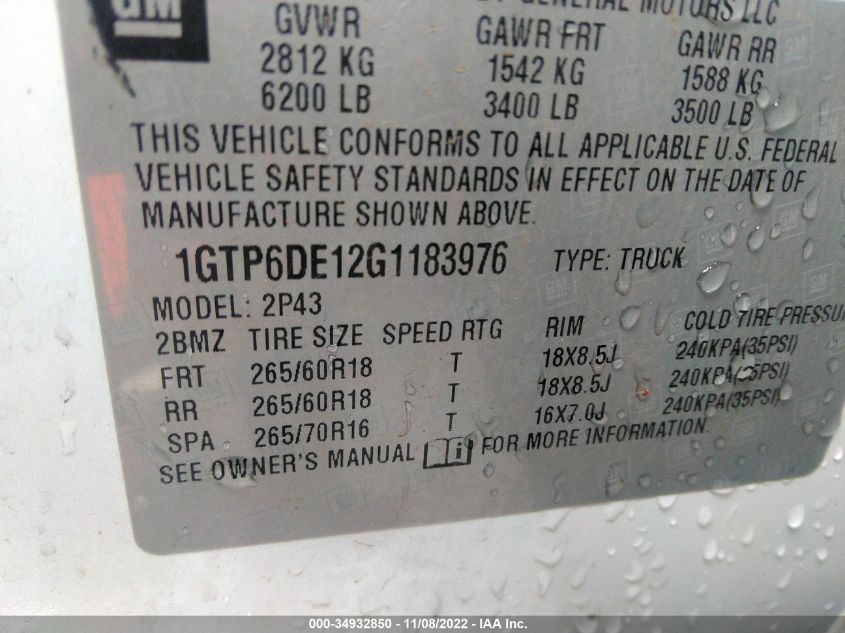 GM
BY GENERAL MOTORS LLC
GVWR GAWR FRT GAWR RR
2812 KG 1542 KG 1588 KG
6200 LB 3400 LB 3500 LB
THIS VEHICLE CONFORMS TO ALL APPLICABLE U.S. FEDERAL
VEHICLE SAFETY STANDARDS IN EFFECT ON THE DATE OF
MANUFACTURE SHOWN ABOVE.
1GTP6DE12G1183976 TYPE: TRUCK
MODEL: 2P43
2BMZ TIRE SIZE SPEED RTG RIM COLD TIRE PRESSU
FRT 265/60R18 T 18X8.5J 240KPA(35PSI)
RR 265/60R18 T 18X8.5J 240KPA(35PSI)
SPA 265/70R16 T 16X7.0J 240KPA(35PSI)
SEE OWNER'S MANUAL i FOR MORE INFORMATION.
000-34932850 - 11/08/2022 - IAA Inc.